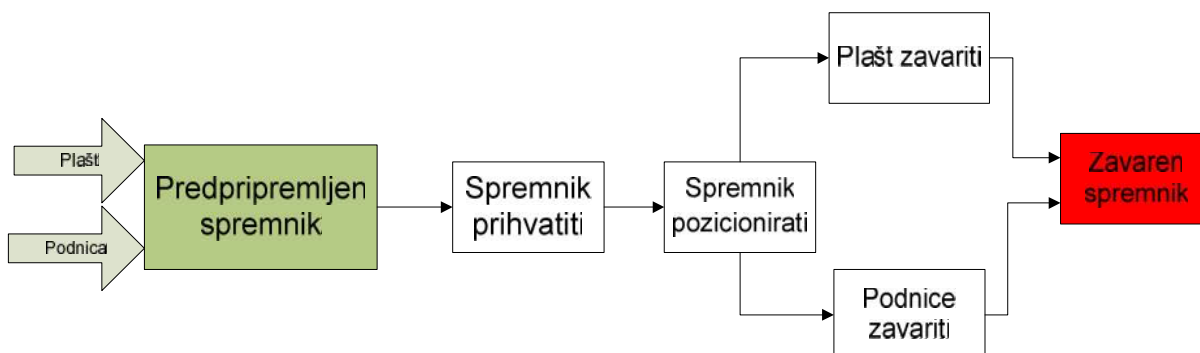 Plašt
Podnica
Predpripremljen
spremnik
Spremnik
prihvatiti
Spremnik
pozicionirati
Plašt zavariti
Podnice
zavariti
Zavaren
spremnik